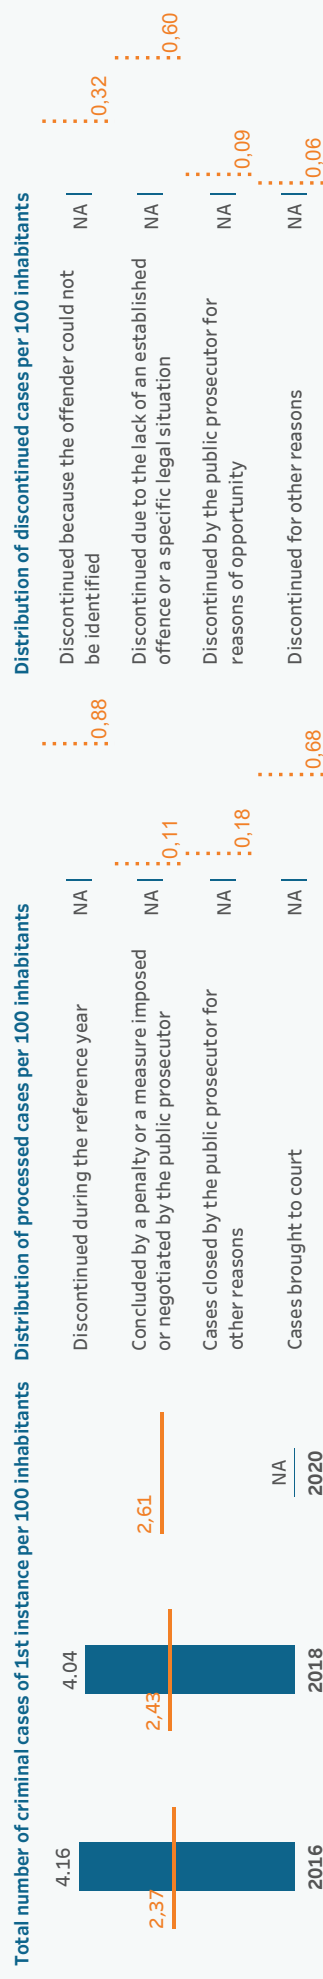 Total number of criminal cases of 1st instance per 100 inhabitants
4.16
2,37
2016
4.04
2,43
2018
2,61
NA
2020
Distribution of processed cases per 100 inhabitants
Discontinued during the reference year
NA
0,88
Concluded by a penalty or a measure imposed
or negotiated by the public prosecutor
NA
0,11
Cases closed by the public prosecutor for
other reasons
NA
0,18
Cases brought to court
NA
0,68
Distribution of discontinued cases per 100 inhabitants
Discontinued because the offender could not
be identified
NA
0,32
Discontinued due to the lack of an established
offence or a specific legal situation
NA
0,60
Discontinued by the public prosecutor for
reasons of opportunity
NA
0,09
Discontinued for other reasons
NA
0,06